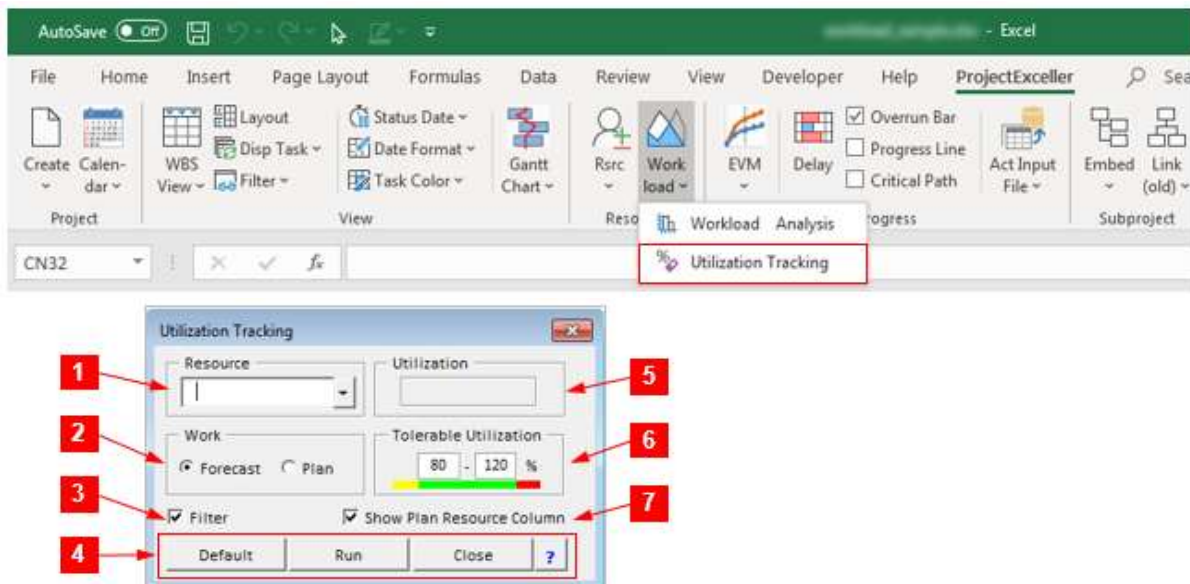 AutoSave Off - Excel
File Home Insert Page Layout Formulas Data Review View Developer Help ProjectExceller Sea
Create
Calen-
dar
WBS
View
Layout
Disp Task
Filter
Status Date
Date Format
Task Color
Gantt
Chart
Rsrc
Work
load
EVM
Delay
Overrun Bar
Progress Line
Critical Path
Act Input
File
Embed
Link
(old)
Project View Reso ogress Subproject
Workload Analysis
% Utilization Tracking
CN32 fx
Utilization Tracking
1 Resource
Utilization 5
2 Work
Forecast Plan
Tolerable Utilization 6
80 - 120 %
3 Filter
Show Plan Resource Column 7
4 Default Run Close ?